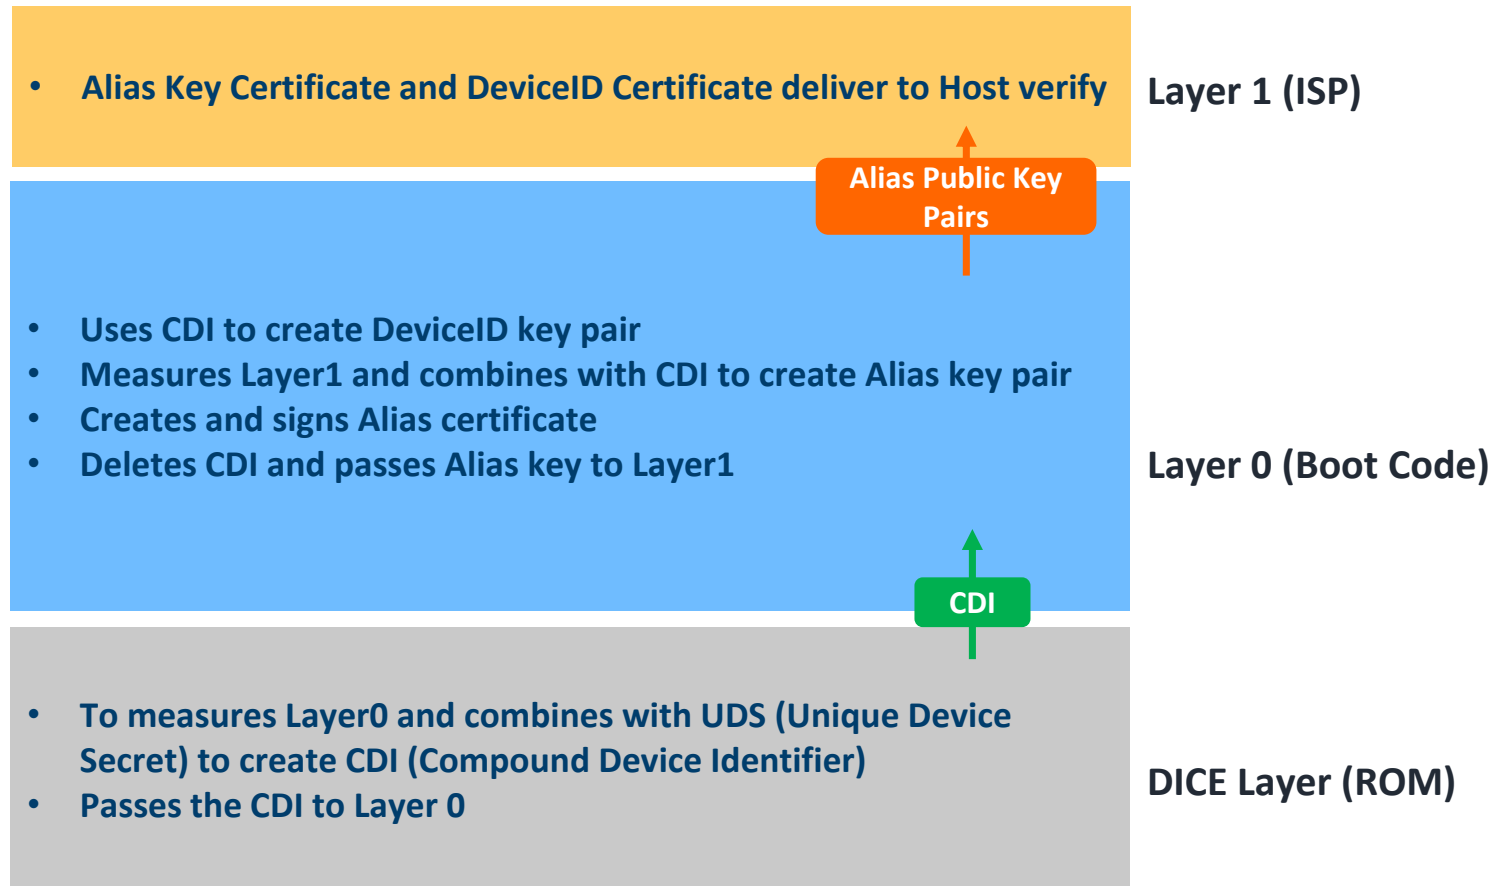 • Alias Key Certificate and DeviceID Certificate deliver to Host verify
Layer 1 (ISP)
Alias Public Key
Pairs
• Uses CDI to create DeviceID key pair
• Measures Layer1 and combines with CDI to create Alias key pair
• Creates and signs Alias certificate
• Deletes CDI and passes Alias key to Layer1
Layer 0 (Boot Code)
CDI
• To measures Layer0 and combines with UDS (Unique Device
Secret) to create CDI (Compound Device Identifier)
• Passes the CDI to Layer 0
DICE Layer (ROM)